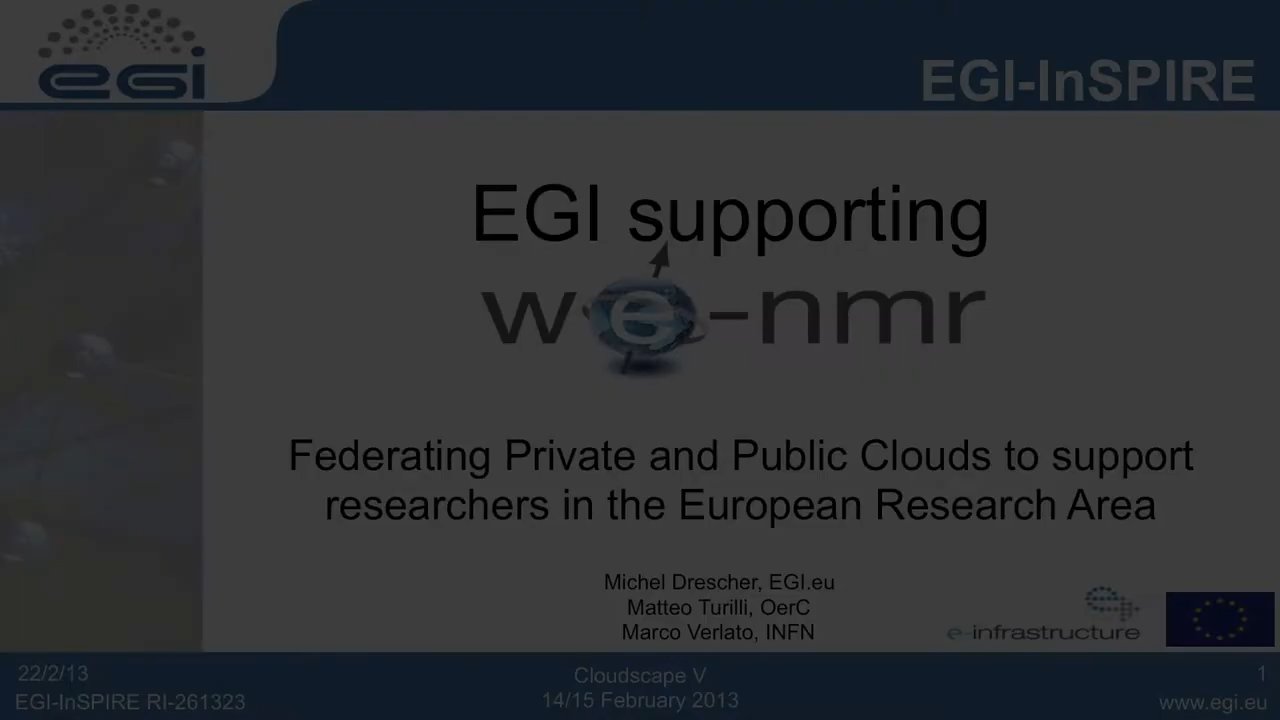 egi
EGI-InSPIRE
EGI supporting
we-nmr
Federating Private and Public Clouds to support
researchers in the European Research Area
Michel Drescher, EGI.eu
Matteo Turilli, OerC
Marco Verlato, INFN
e-infrastructure
22/2/13
Cloudscape V
1
EGI-InSPIRE RI-261323
14/15 February 2013
www.egi.eu